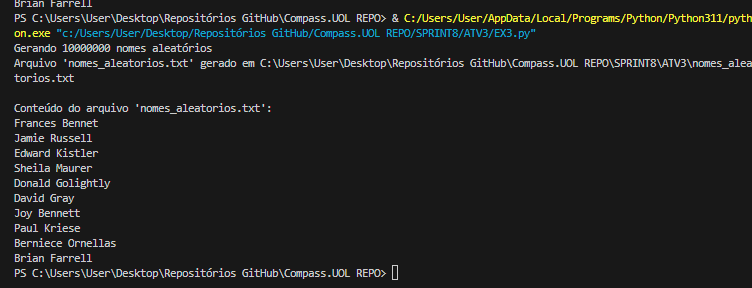 Brian Farrell
PS C:\Users\User\Desktop\Repositórios GitHub\Compass.UOL REPO> & C:/Users/User/AppData/Local/Programs/Python/Python311/pyth
on.exe "c:/Users/User/Desktop/Repositórios GitHub/Compass.UOL REPO/SPRINT8/ATV3/EX3.py"
Gerando 10000000 nomes aleatórios
Arquivo 'nomes_aleatorios.txt' gerado em C:\Users\User\Desktop\Repositórios GitHub\Compass.UOL REPO\SPRINT8\ATV3\nomes_alea
torios.txt
Conteúdo do arquivo 'nomes_aleatorios.txt':
Frances Bennet
Jamie Russell
Edward Kistler
Sheila Maurer
Donald Golightly
David Gray
Joy Bennett
Paul Kriese
Berniece Ornellas
Brian Farrell
PS C:\Users\User\Desktop\Repositórios GitHub\Compass.UOL REPO>